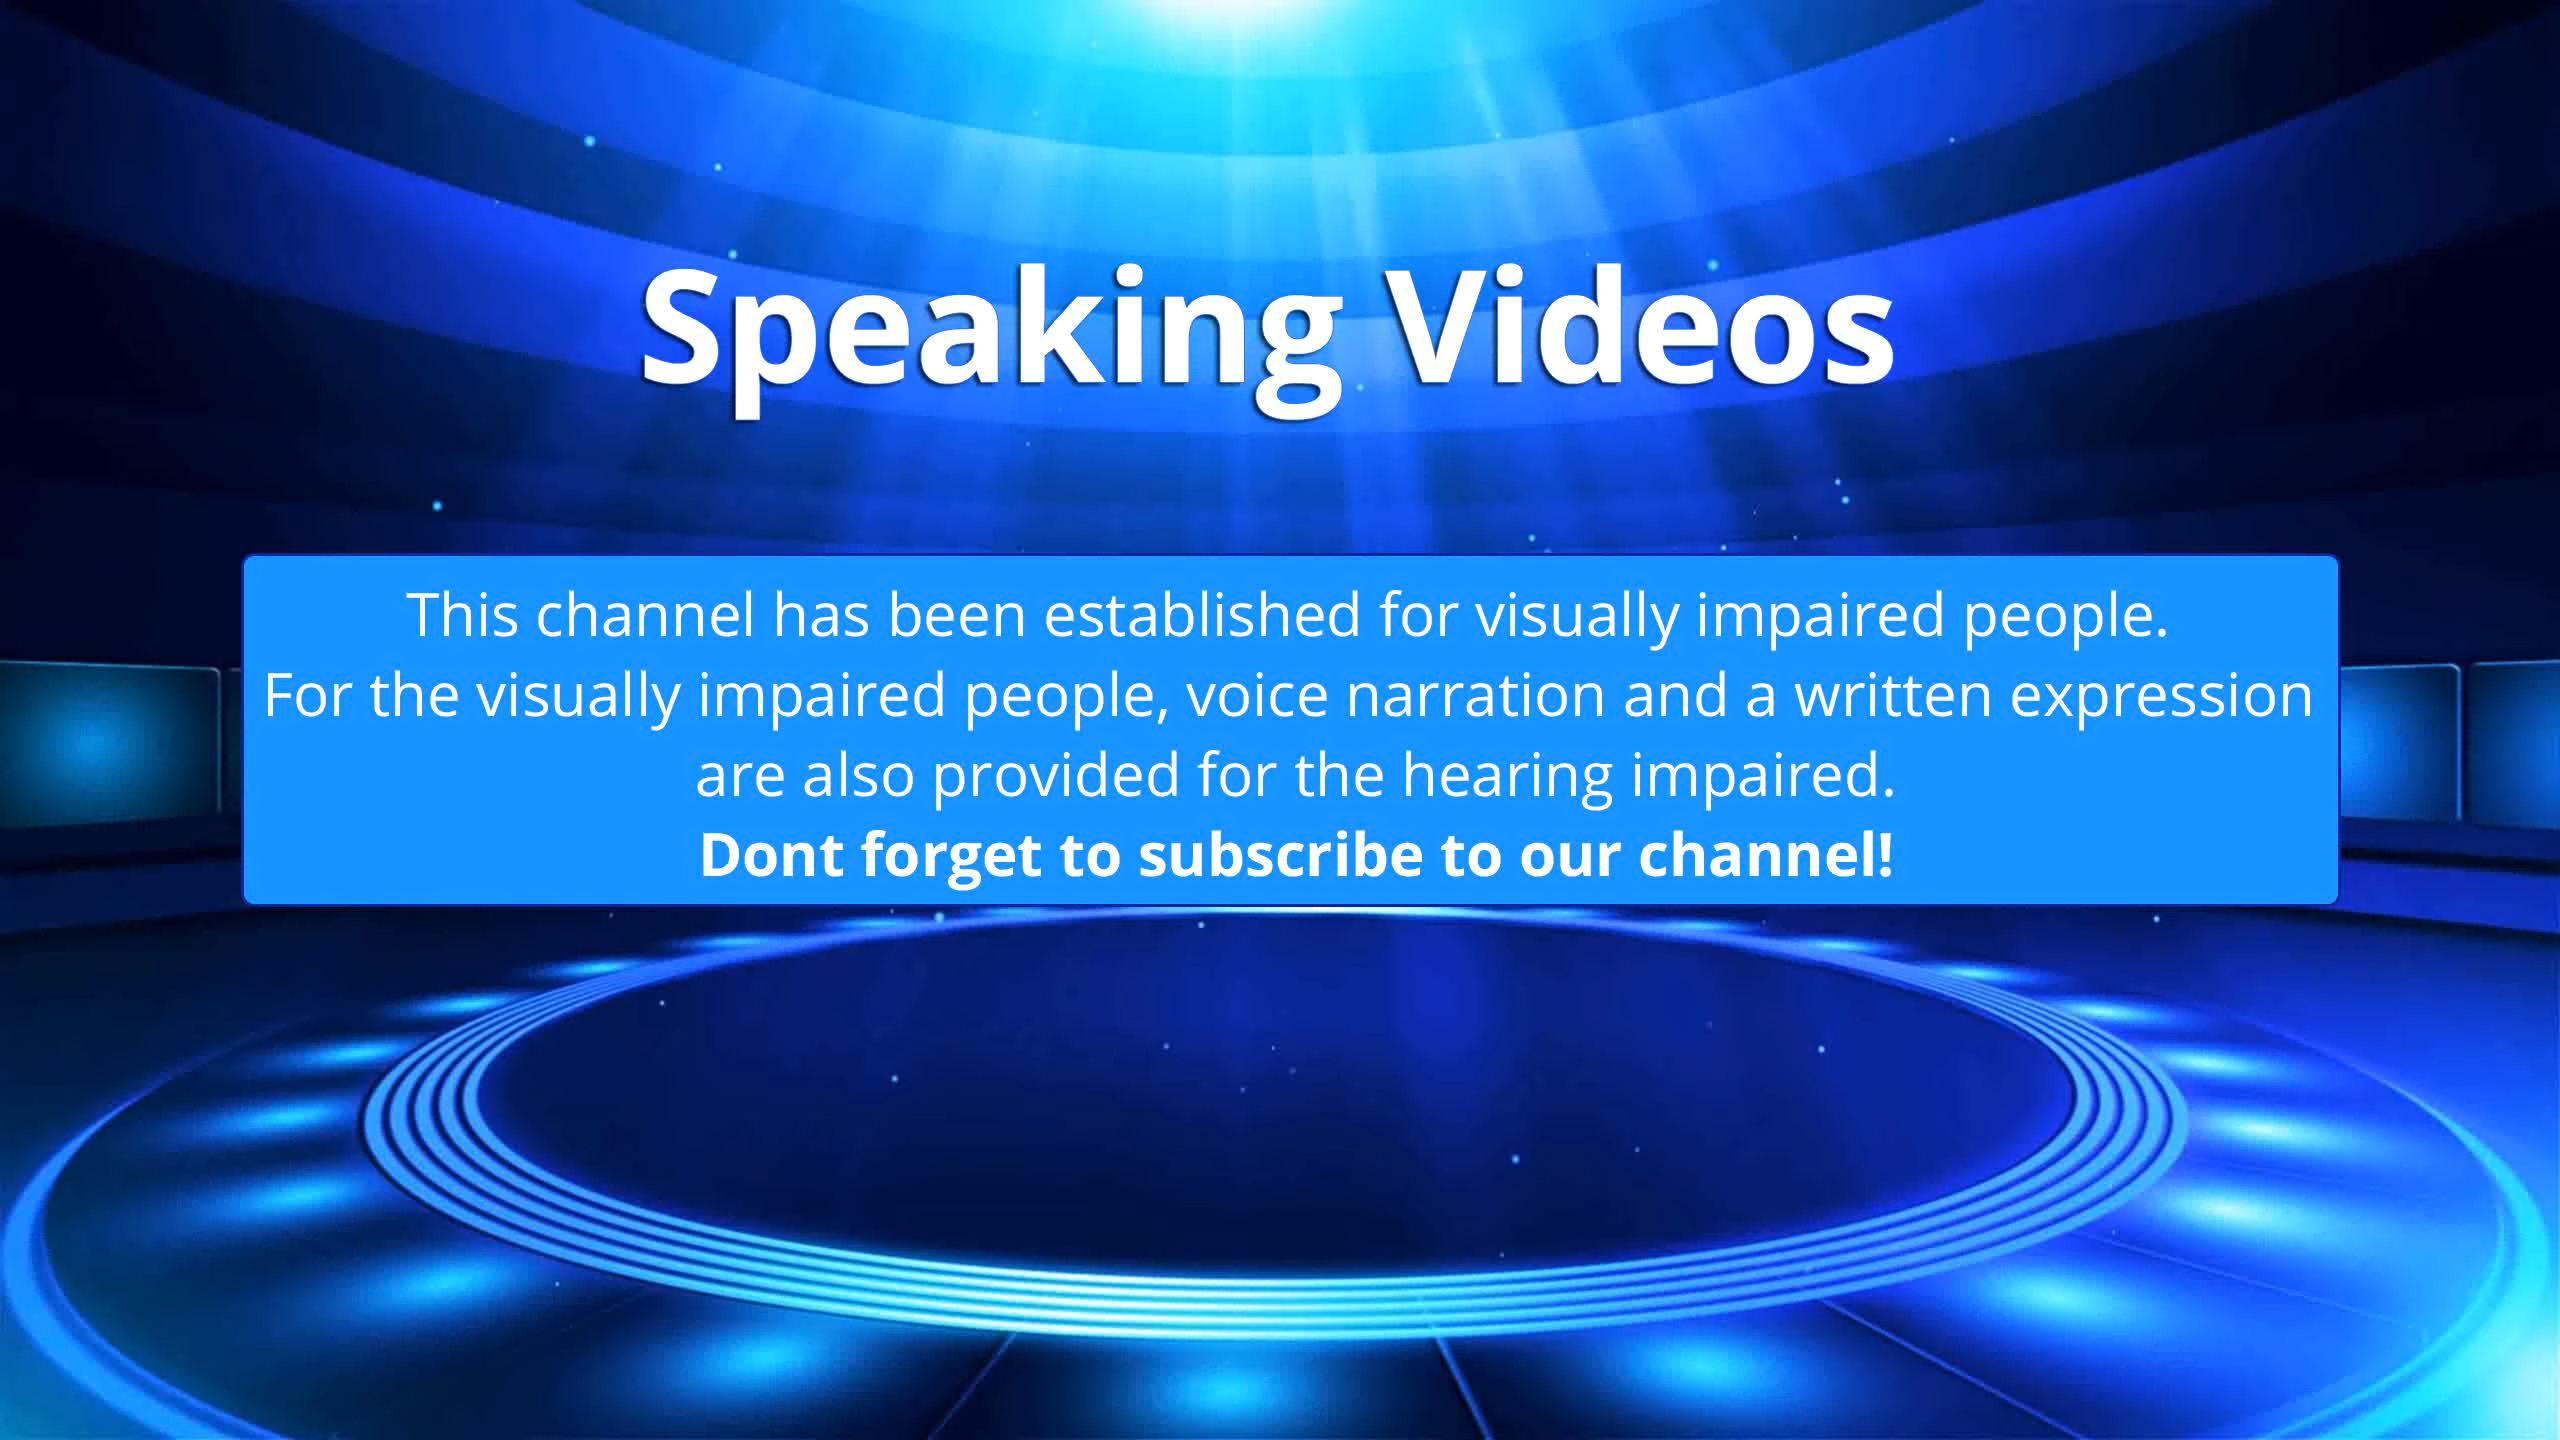 Speaking Videos
This channel has been established for visually impaired people.
For the visually impaired people, voice narration and a written expression
are also provided for the hearing impaired.
Dont forget to subscribe to our channel!